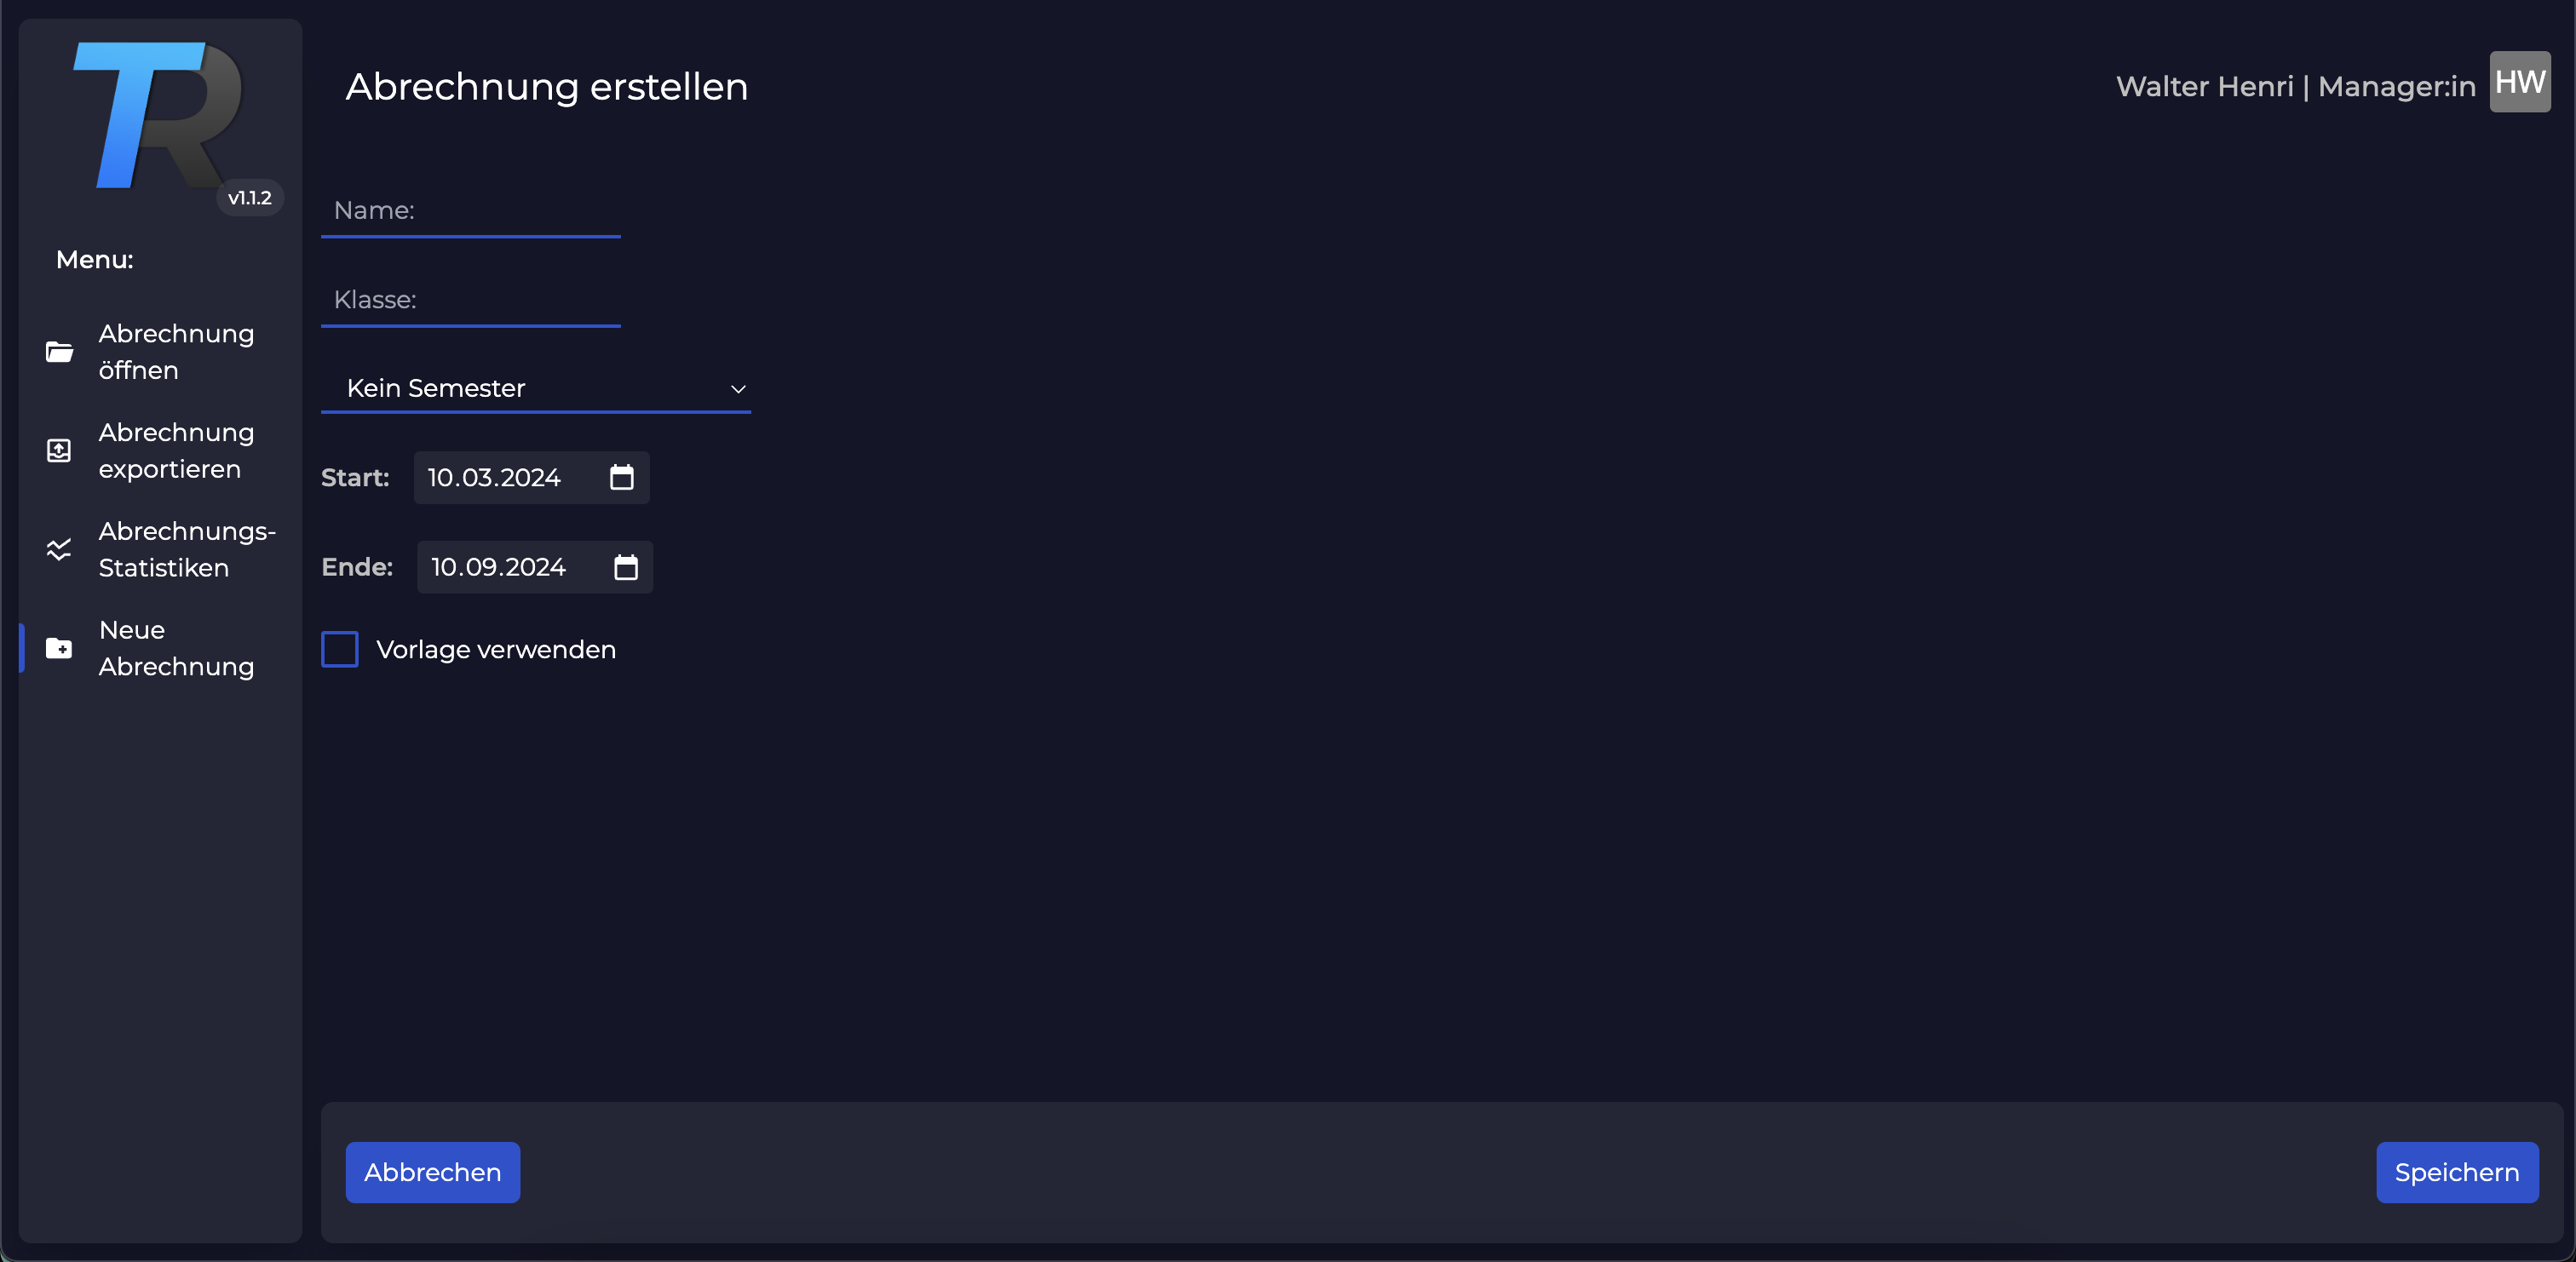 TR
v1.1.2
Menu:
Abrechnung
öffnen
Abrechnung
exportieren
Abrechnungs-
Statistiken
Neue
Abrechnung
Abrechnung erstellen
Walter Henri | Manager:in
HW
Name:
Klasse:
Kein Semester
Start: 10.03.2024
Ende: 10.09.2024
Vorlage verwenden
Abbrechen
Speichern